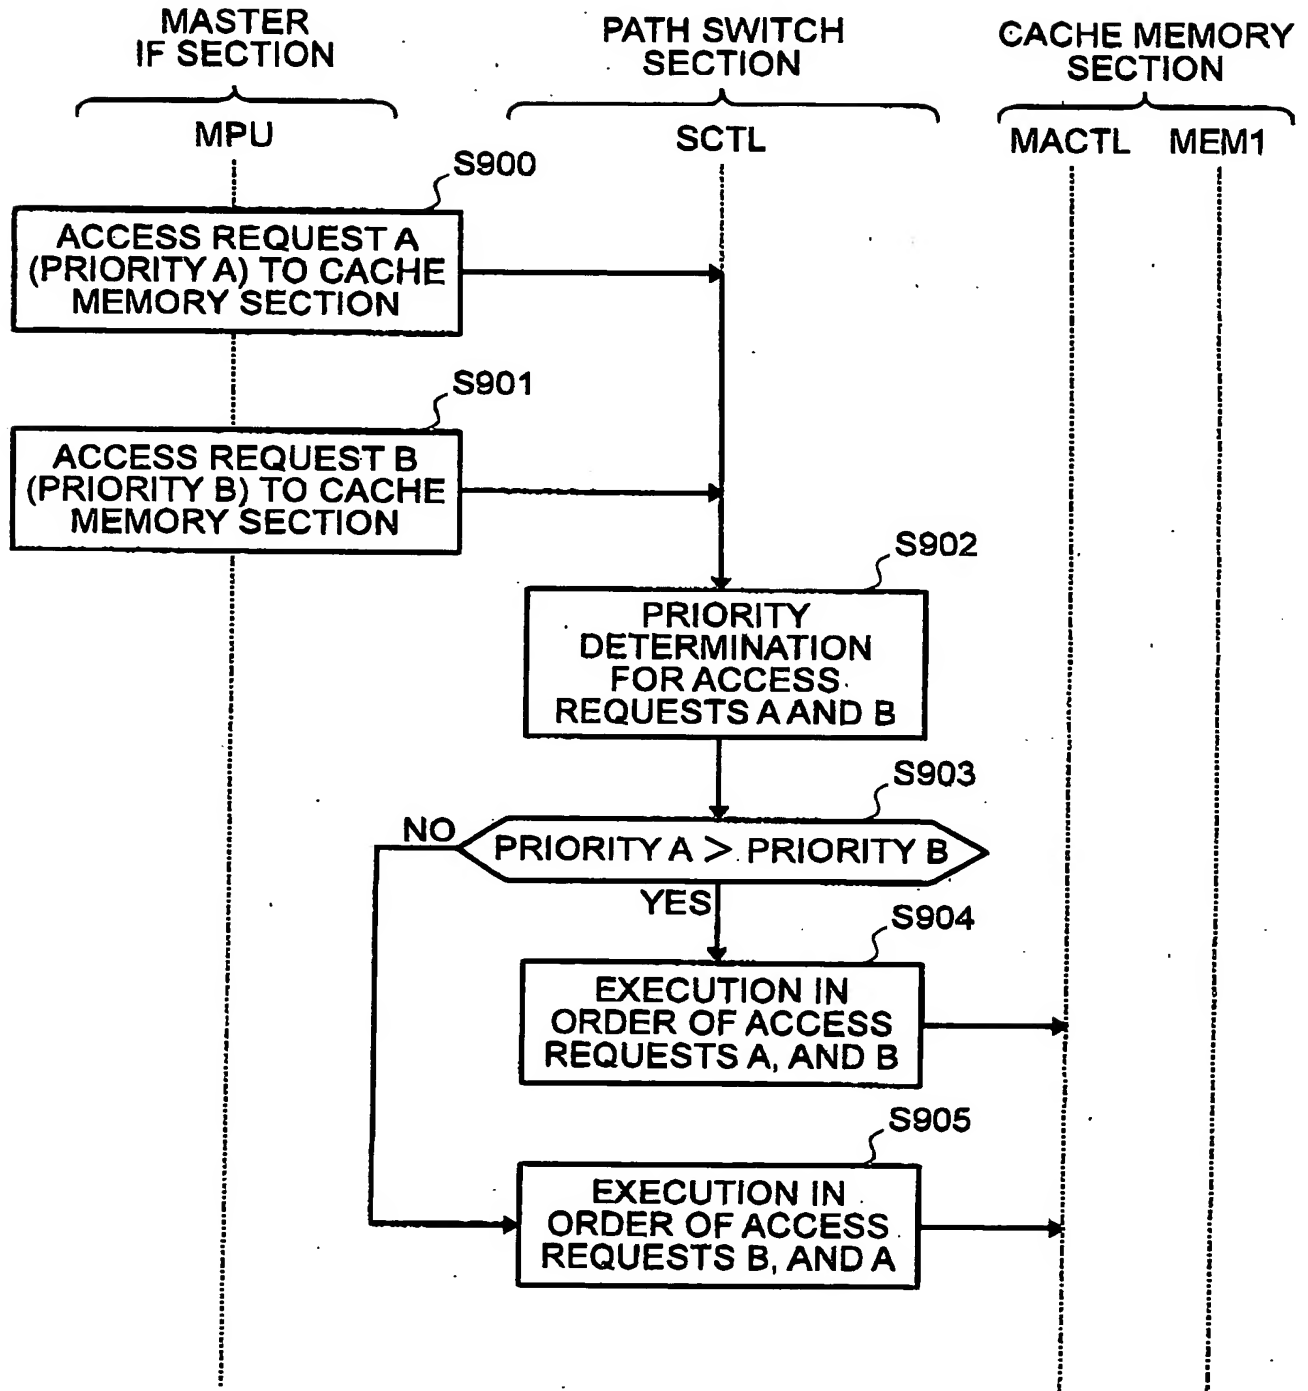 MASTER
IF SECTION
PATH SWITCH
SECTION
CACHE MEMORY
SECTION
MPU
SCTL
MACTL
MEM1
S900
ACCESS REQUEST A
(PRIORITY A) TO CACHE
MEMORY SECTION
S901
ACCESS REQUEST B
(PRIORITY B) TO CACHE
MEMORY SECTION
S902
PRIORITY
DETERMINATION
FOR ACCESS
REQUESTS A AND B
S903
NO
PRIORITY A > PRIORITY B
YES
S904
EXECUTION IN
ORDER OF ACCESS
REQUESTS A, AND B
S905
EXECUTION IN
ORDER OF ACCESS
REQUESTS B, AND A